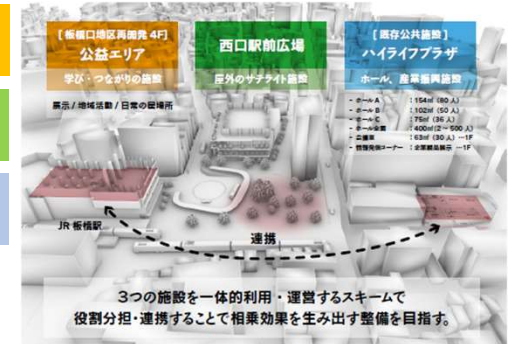 [板橋口地区再開発 4F]
公益エリア
学び・つながりの施設
展示/地域活動/日常の居場所
西口駅前広場
屋外のサテライト施設
[既存公共施設]
ハイライフプラザ
ホール、産業振興施設
- ホールA :154㎡(80人)
- ホールB :102㎡(50人)
- ホールC :75㎡(36人)
- ホール全面 :400㎡(2~500人)
- 会議室 :63㎡(30人)…1F
:企業製品展示 …1F
JR 板橋駅
連携
3つの施設を一体的利用・運営するスキームで
役割分担・連携することで相乗効果を生み出す整備を目指す。